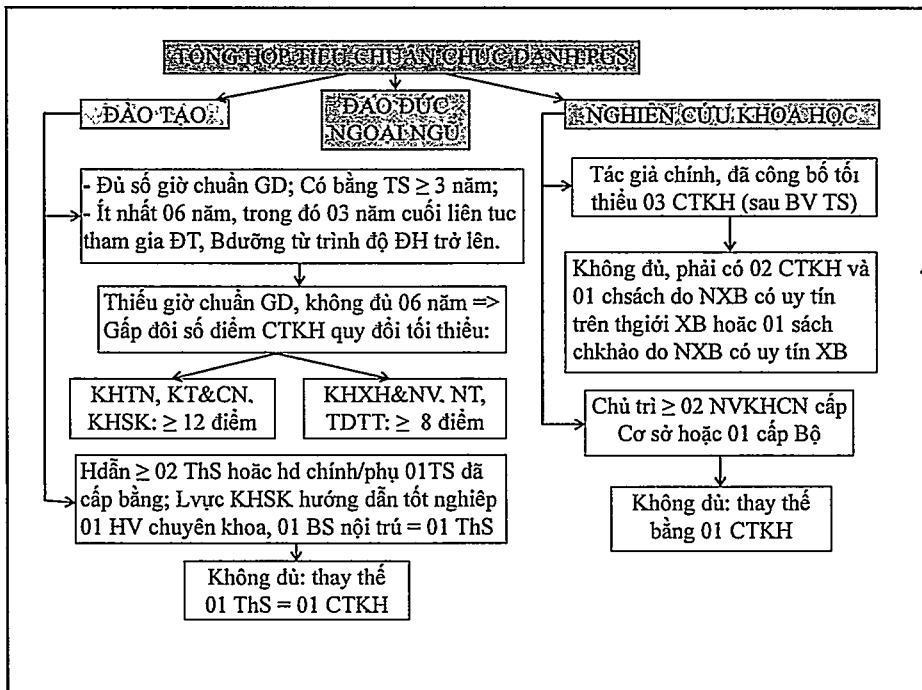 TỔNG HỢP TIÊU CHUẨN CHỨC DANH PGS
ĐÀO TẠO
ĐẠO ĐỨC
NGOẠI NGỮ
NGHIÊN CỨU KHOA HỌC
- Đủ số giờ chuẩn GD; Có bằng TS ≥ 3 năm;
- Ít nhất 06 năm, trong đó 03 năm cuối liên tuc
tham gia ĐT, Bdưỡng từ trình độ ĐH trở lên.
Thiếu giờ chuẩn GD, không đủ 06 năm =>
Gấp đôi số điểm CTKH quy đổi tối thiểu:
KHTN, KT&CN,
KHSK: ≥ 12 điểm
KHXH&NV, NT,
TDTT: ≥ 8 điểm
Hdẫn ≥ 02 ThS hoăc hd chính/phụ 01TS đã
cấp bằng; Lvực KHSK hướng dẫn tốt nghiêp
01 HV chuyên khoa, 01 BS nội trú = 01 ThS
Không đủ: thay thế
01 ThS = 01 CTKH
Tác giả chính, đã công bố tối
thiểu 03 CTKH (sau BV TS)
Không đủ, phải có 02 CTKH và
01 chsách do NXB có uy tín
trên thgiới XB hoặc 01 sách
chkhảo do NXB có uy tín XB
Chủ trì ≥ 02 NVKHCN cấp
Cơ sở hoặc 01 cấp Bộ
Không đủ: thay thế
bằng 01 CTKH